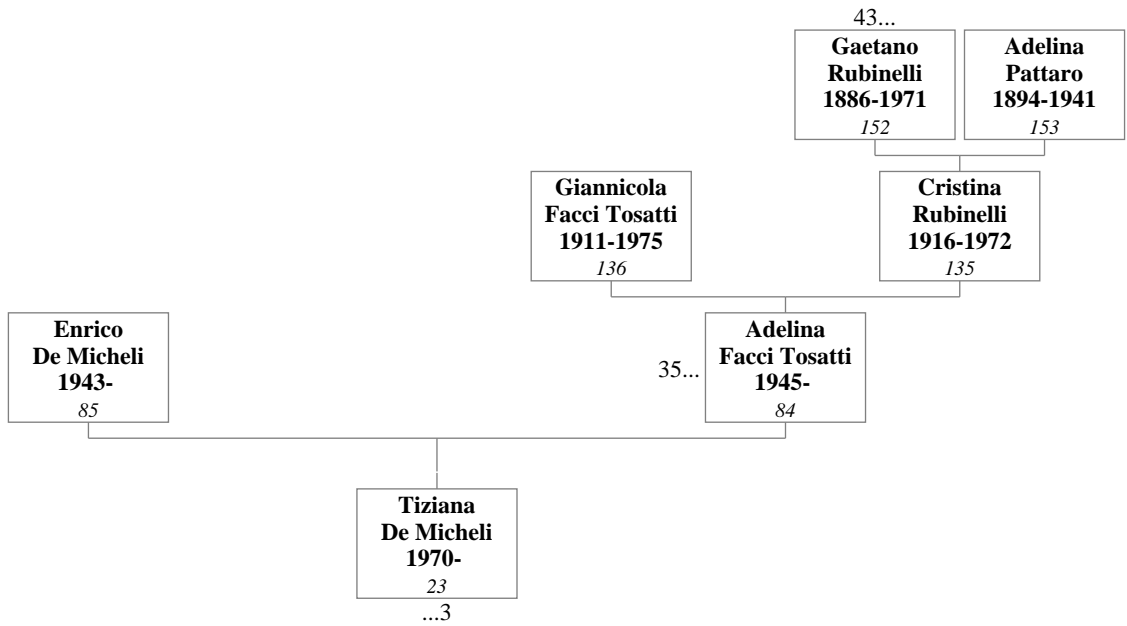 43...
Gaetano
Rubinelli
1886-1971
152
Adelina
Pattaro
1894-1941
153
Giannicola
Facci Tosatti
1911-1975
136
Cristina
Rubinelli
1916-1972
135
Enrico
De Micheli
1943-
85
35...
Adelina
Facci Tosatti
1945-
84
Tiziana
De Micheli
1970-
23
...3